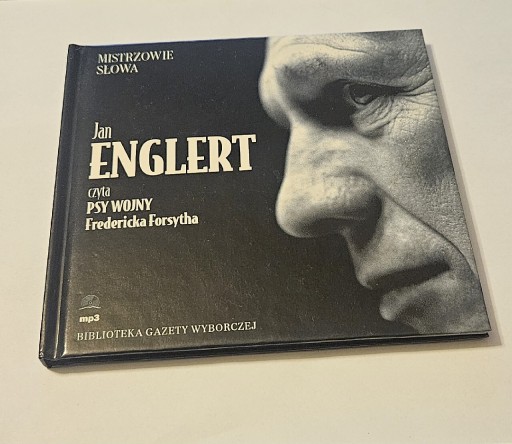 MISTRZOWIE
SŁOWA
Jan
ENGLERT
czyta
PSY WOJNY
Fredericka Forsytha
mp3
BIBLIOTEKA GAZETY WYBORCZEJ